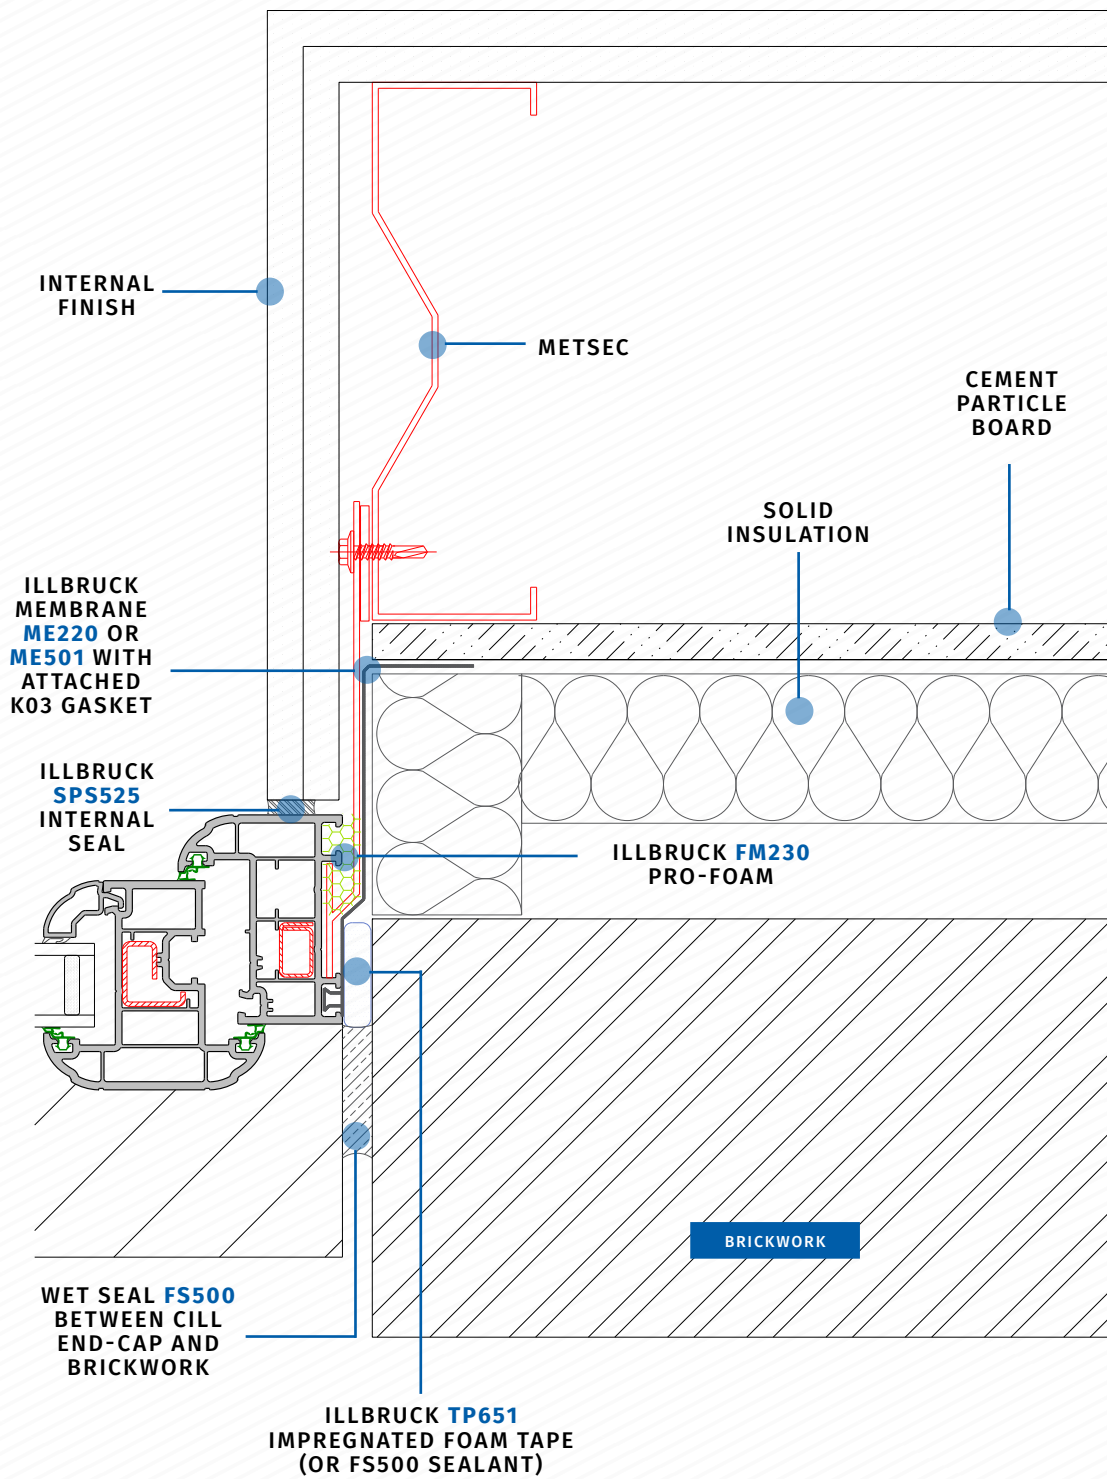 INTERNAL
FINISH
METSEC
CEMENT
PARTICLE
BOARD
SOLID
INSULATION
ILLBRUCK
MEMBRANE
ME220 OR
ME501 WITH
ATTACHED
K03 GASKET
ILLBRUCK
SPS525
INTERNAL
SEAL
ILLBRUCK FM230
PRO-FOAM
BRICKWORK
WET SEAL FS500
BETWEEN CILL
END-CAP AND
BRICKWORK
ILLBRUCK TP651
IMPREGNATED FOAM TAPE
(OR FS500 SEALANT)